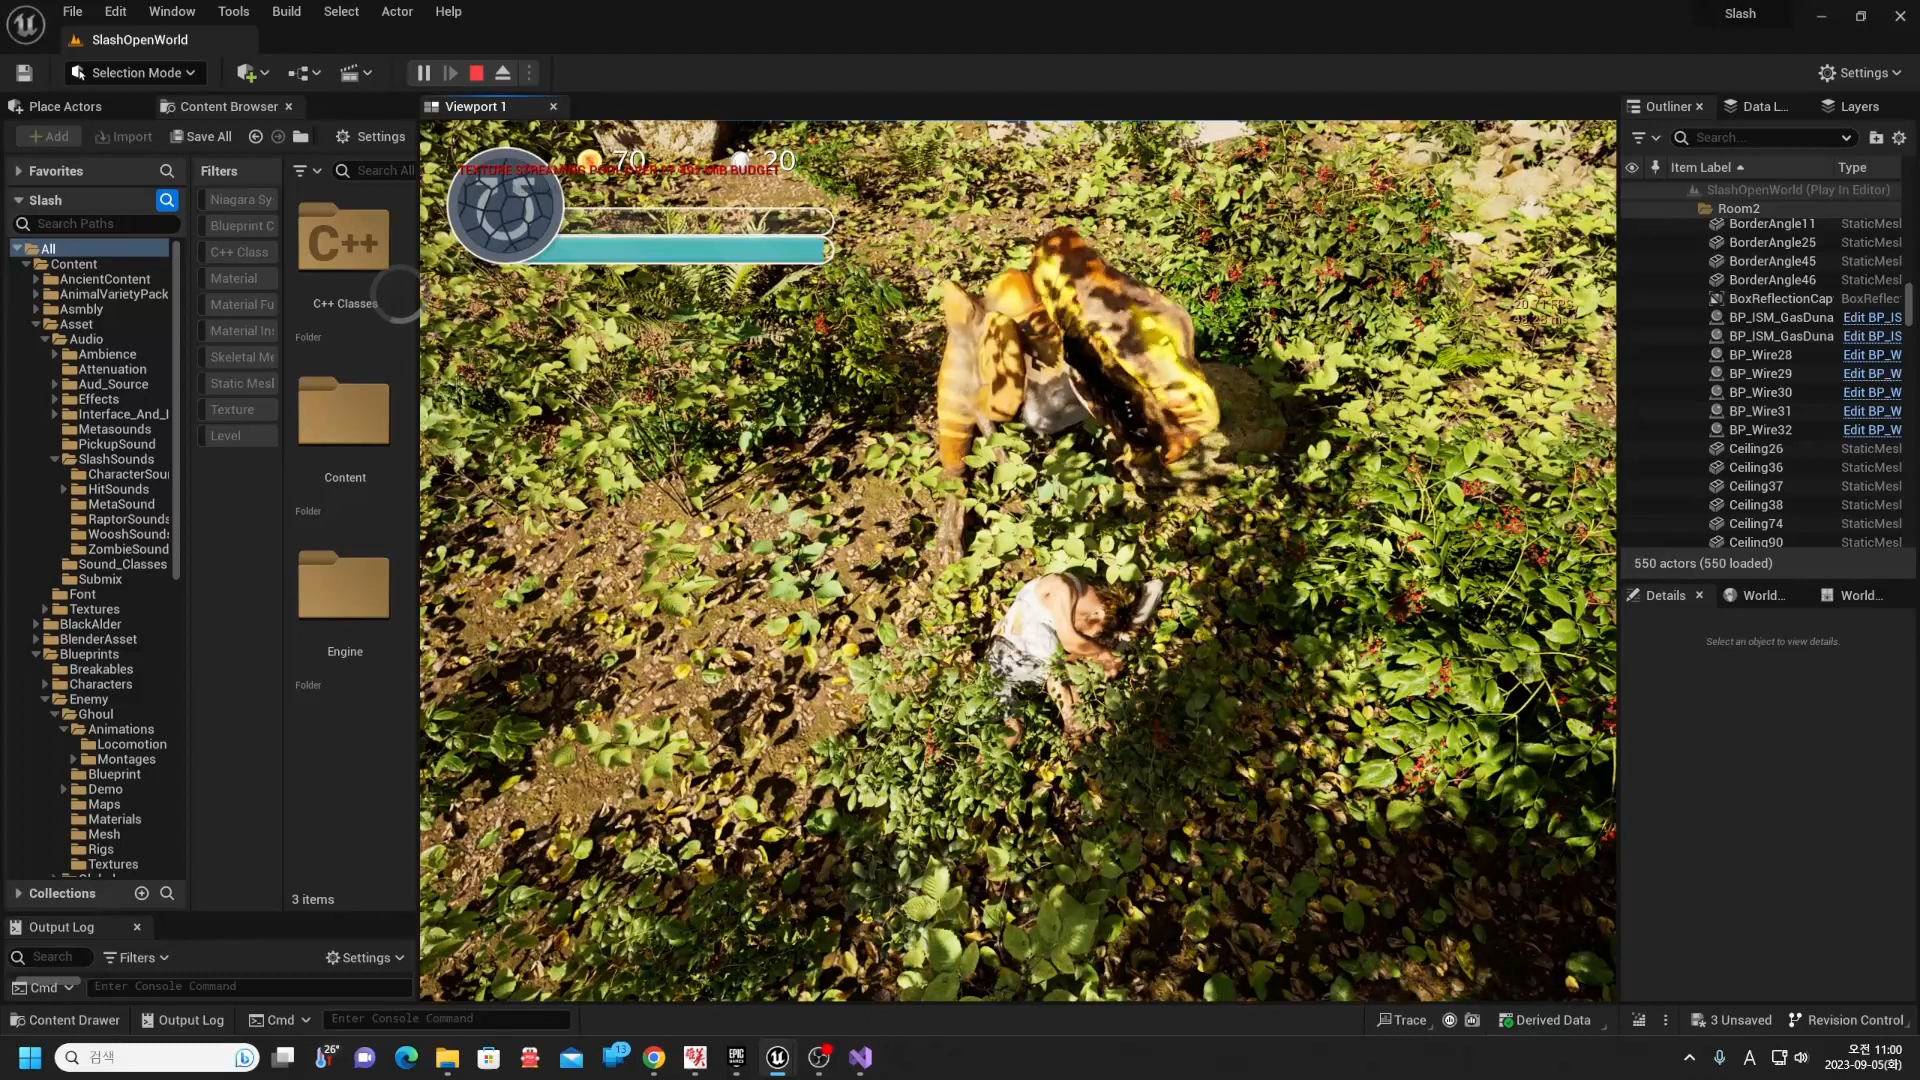 File Edit Window Tools Build Select Actor Help
Slash
SlashOpenWorld
Selection Mode
Settings
Place Actors
Content Browser
Viewport 1
Outliner
Data L...
Layers
Add
Import
Save All
Settings
Search...
Favorites
Filters
Search All
Item Label
Type
Slash
Search Paths
All
Content
AncientContent
AnimalVarietyPack
Asmbly
Asset
Audio
Ambience
Attenuation
Aud_Source
Effects
Interface_And_I
Metasounds
PickupSound
SlashSounds
CharacterSou
HitSounds
MetaSound
RaptorSounds
WooshSounds
ZombieSound
Sound_Classes
Submix
Font
Textures
BlackAlder
BlenderAsset
Blueprints
Breakables
Characters
Enemy
Ghoul
Animations
Locomotion
Montages
Blueprint
Demo
Maps
Materials
Mesh
Rigs
Textures
Collections
Niagara Sy
Blueprint C
C++ Class
Material
Material Fu
Material Ins
Skeletal Me
Static Mesl
Texture
Level
C++
C++ Classes
Folder
Content
Folder
Engine
Folder
3 items
70
20
SlashOpenWorld (Play In Editor)
Room2
BorderAngle11 StaticMesl
BorderAngle25 StaticMesl
BorderAngle45 StaticMesl
BorderAngle46 StaticMesl
BoxReflectionCap BoxReflec
BP_ISM_GasDuna Edit BP_IS
BP_ISM_GasDuna Edit BP_IS
BP_Wire28 Edit BP_W
BP_Wire29 Edit BP_W
BP_Wire30 Edit BP_W
BP_Wire31 Edit BP_W
BP_Wire32 Edit BP_W
Ceiling26 StaticMesl
Ceiling36 StaticMesl
Ceiling37 StaticMesl
Ceiling38 StaticMesl
Ceiling74 StaticMesl
Ceiling90 StaticMesl
550 actors (550 loaded)
Details
World...
World...
Select an object to view details.
Output Log
Search
Filters
Settings
Cmd
Enter Console Command
Content Drawer
Output Log
Cmd
Enter Console Command
Trace
Derived Data
3 Unsaved
Revision Control
검색
26°
13
EPIC GAMES
A
오전 11:00
2023-09-05(화)